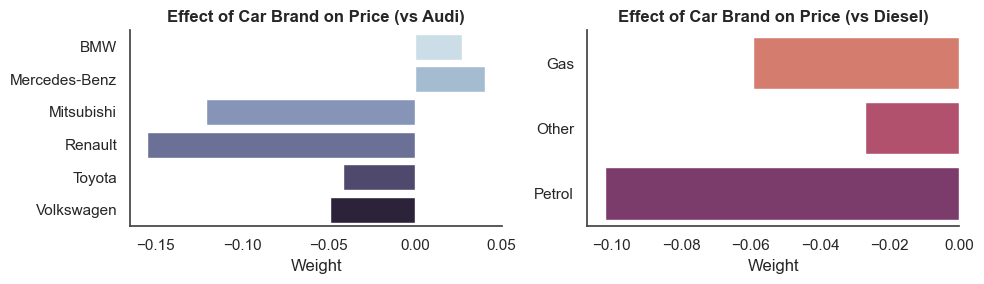 Effect of Car Brand on Price (vs Audi)
BMW
Mercedes-Benz
Mitsubishi
Renault
Toyota
Volkswagen
−0.15 −0.10 −0.05 0.00 0.05
Weight
Effect of Car Brand on Price (vs Diesel)
Gas
Other
Petrol
−0.10 −0.08 −0.06 −0.04 −0.02 0.00
Weight